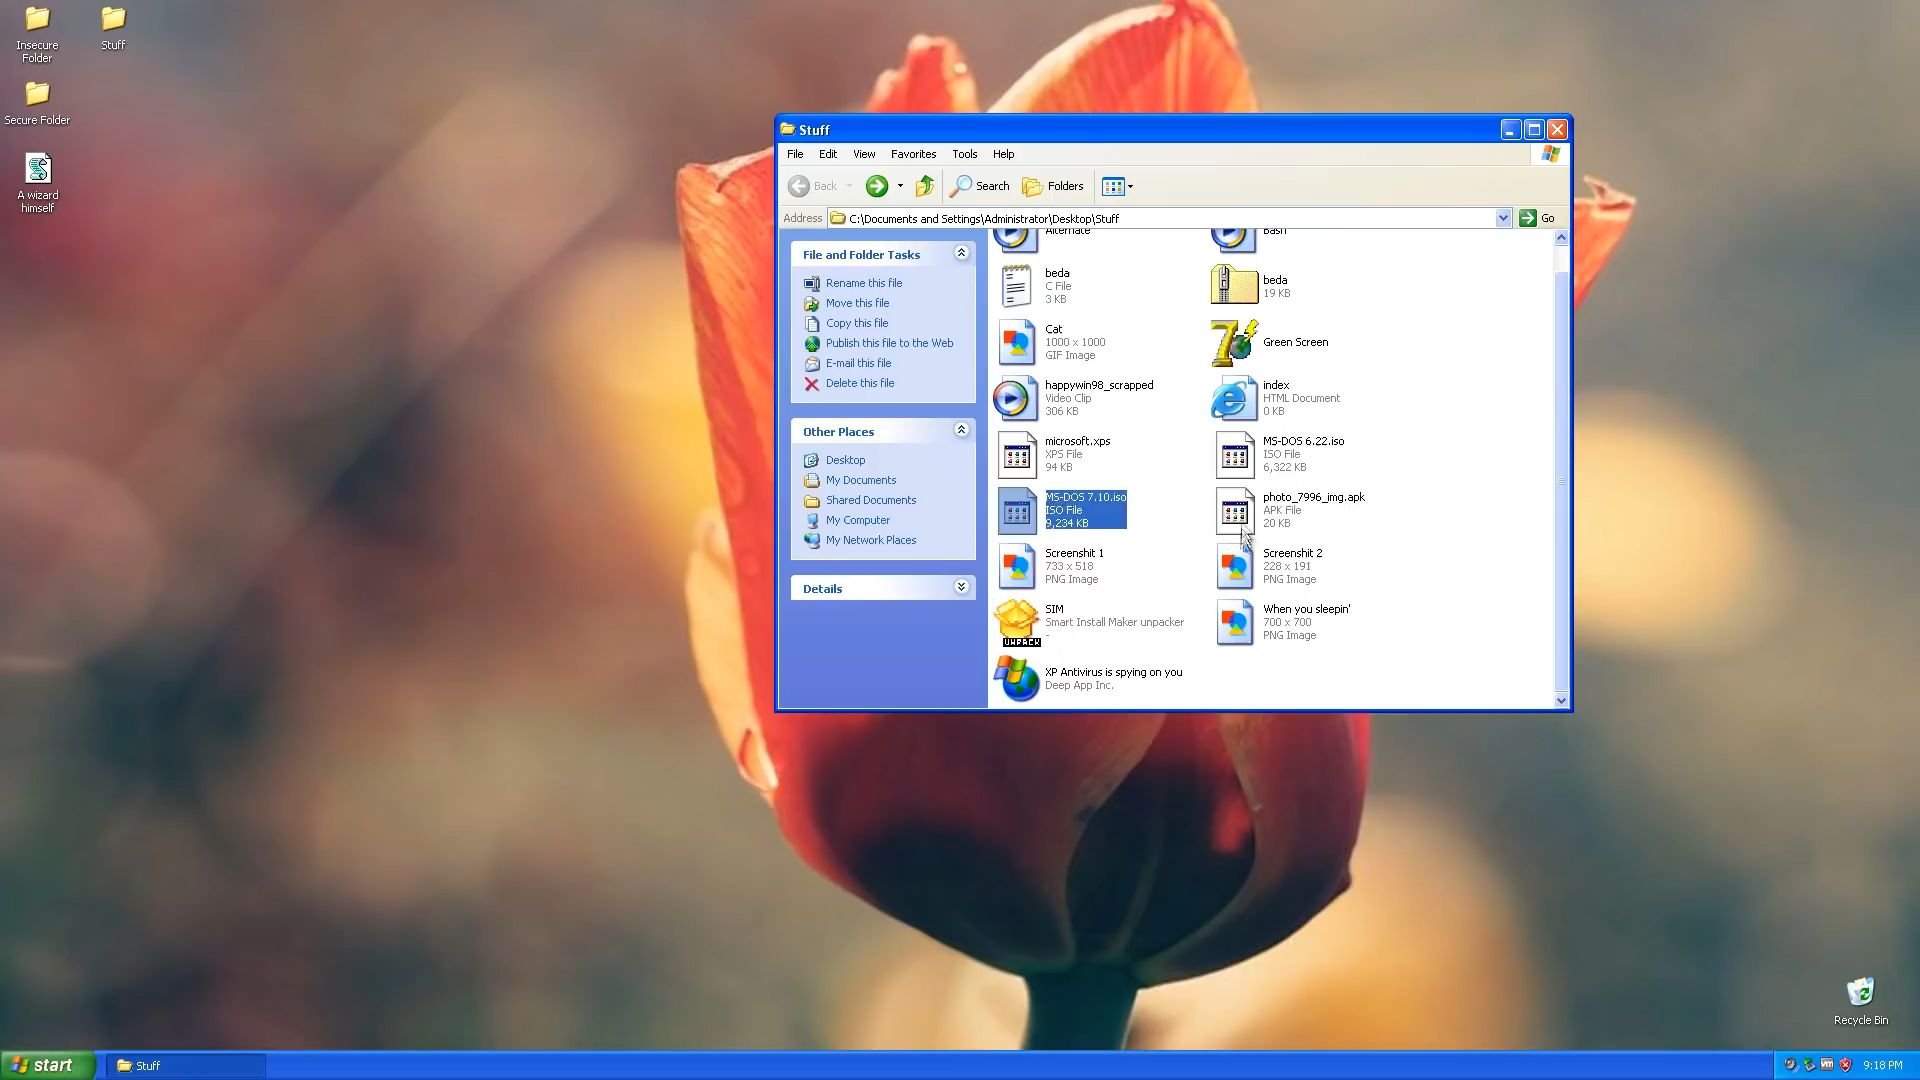 Insecure
Folder
Stuff
Secure Folder
A wizard
himself
Stuff
File Edit View Favorites Tools Help
Back Search Folders
Address C:\Documents and Settings\Administrator\Desktop\Stuff Go
File and Folder Tasks
Rename this file
Move this file
Copy this file
Publish this file to the Web
E-mail this file
Delete this file
Other Places
Desktop
My Documents
Shared Documents
My Computer
My Network Places
Details
Alternate
Bash
beda
C File
3 KB
beda
19 KB
Cat
1000 x 1000
GIF Image
Green Screen
happywin98_scrapped
Video Clip
306 KB
index
HTML Document
0 KB
microsoft.xps
XPS File
94 KB
MS-DOS 6.22.iso
ISO File
6,322 KB
MS-DOS 7.10.iso
ISO File
9,234 KB
photo_7996_img.apk
APK File
20 KB
Screenshit 1
733 x 518
PNG Image
Screenshit 2
228 x 191
PNG Image
UNPACK
SIM
Smart Install Maker unpacker
-
When you sleepin'
700 x 700
PNG Image
XP Antivirus is spying on you
Deep App Inc.
Recycle Bin
start
Stuff
vm
9:18 PM